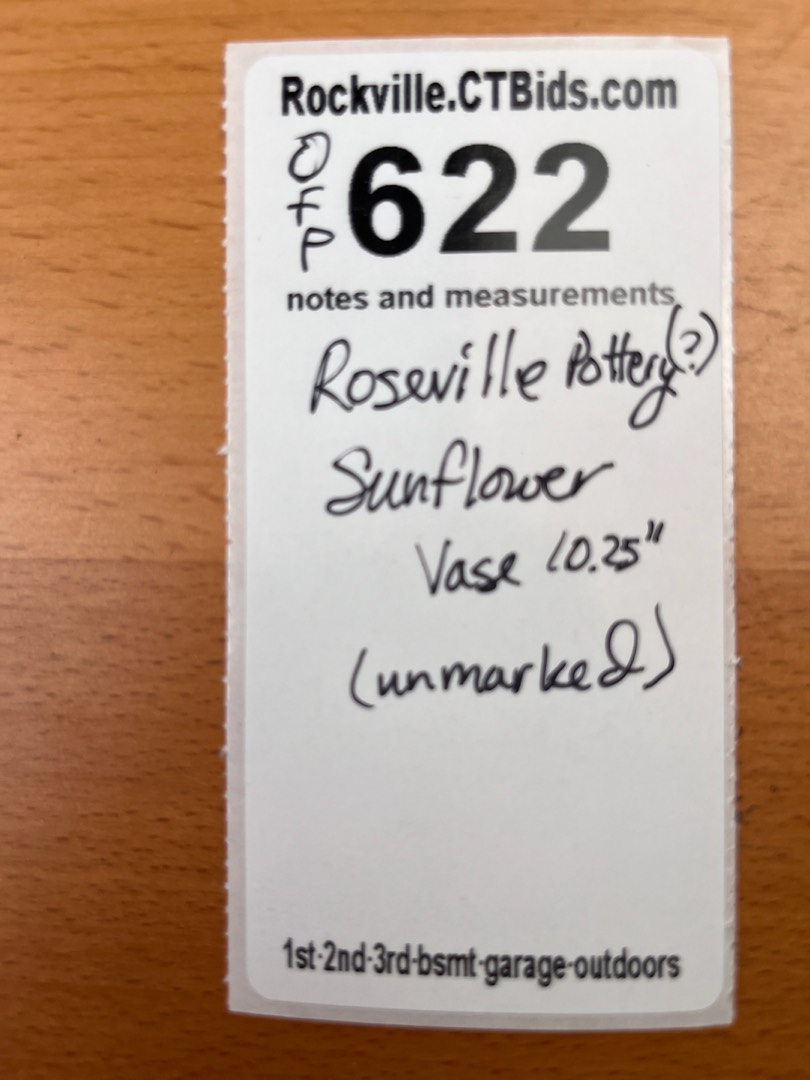 Rockville.CTBids.com
OFP 622
notes and measurements
Roseville Pottery(?)
Sunflower
Vase 10.25"
(unmarked)
1st-2nd-3rd-bsmt-garage-outdoors